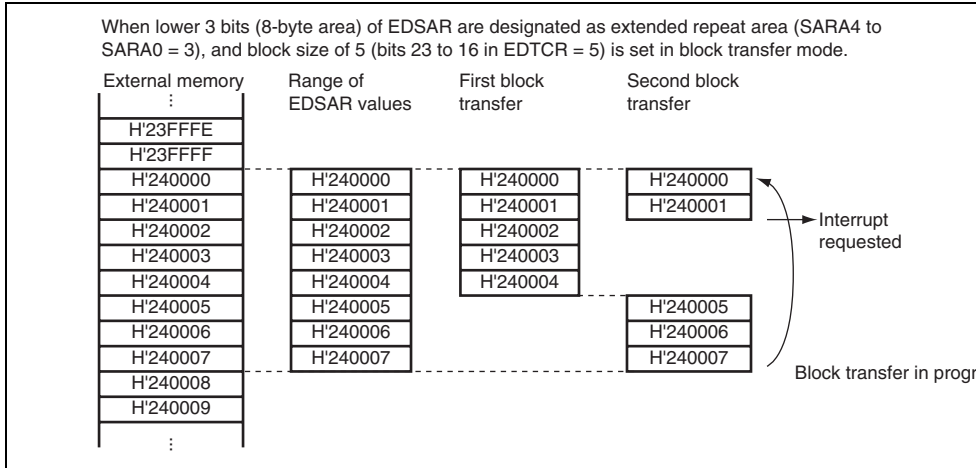 When lower 3 bits (8-byte area) of EDSAR are designated as extended repeat area (SARA4 to
SARA0 = 3), and block size of 5 (bits 23 to 16 in EDTCR = 5) is set in block transfer mode.
External memory
⋮
H'23FFFE
H'23FFFF
H'240000
H'240001
H'240002
H'240003
H'240004
H'240005
H'240006
H'240007
H'240008
H'240009
⋮
Range of
EDSAR values
H'240000
H'240001
H'240002
H'240003
H'240004
H'240005
H'240006
H'240007
First block
transfer
H'240000
H'240001
H'240002
H'240003
H'240004
Second block
transfer
H'240000
H'240001
H'240005
H'240006
H'240007
Interrupt
requested
Block transfer in progr